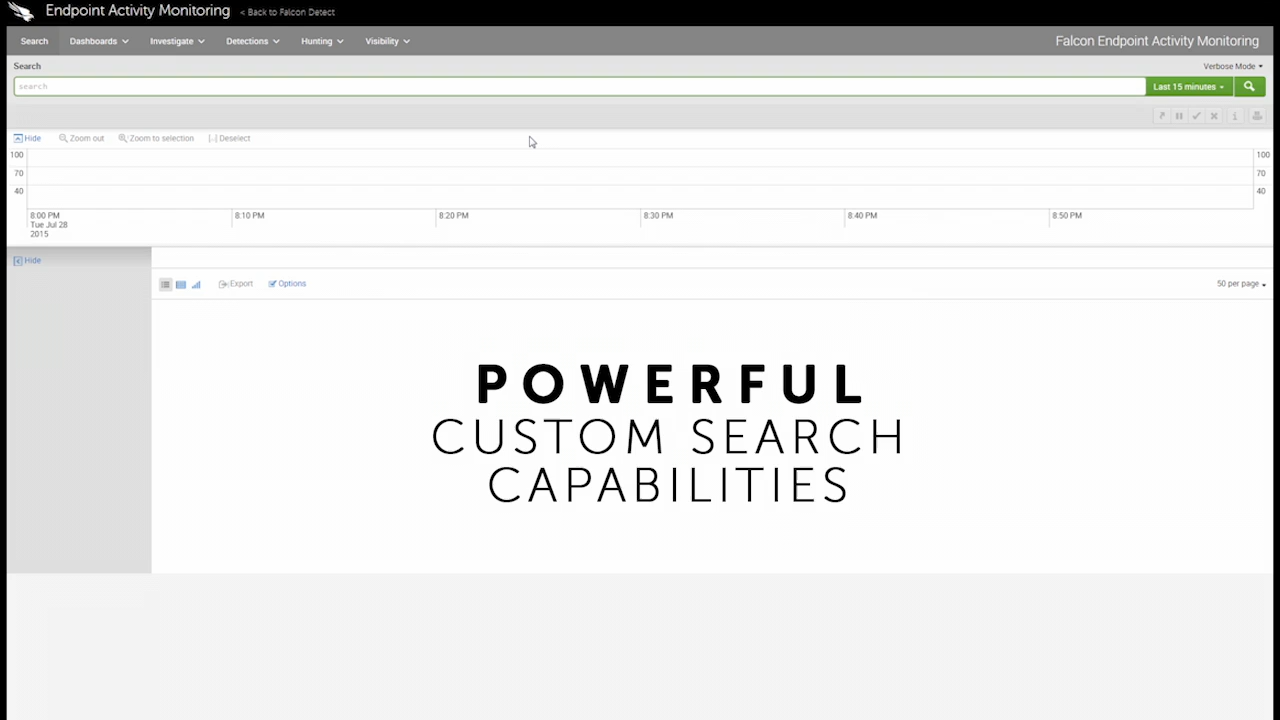 Endpoint Activity Monitoring < Back to Falcon Detect
Search Dashboards Investigate Detections Hunting Visibility Falcon Endpoint Activity Monitoring
Search Verbose Mode
search Last 15 minutes
Hide Zoom out Zoom to selection Deselect
100 100
70 70
40 40
8:00 PM 8:10 PM 8:20 PM 8:30 PM 8:40 PM 8:50 PM
Tue Jul 28
2015
Hide
Export Options 50 per page
POWERFUL
CUSTOM SEARCH
CAPABILITIES